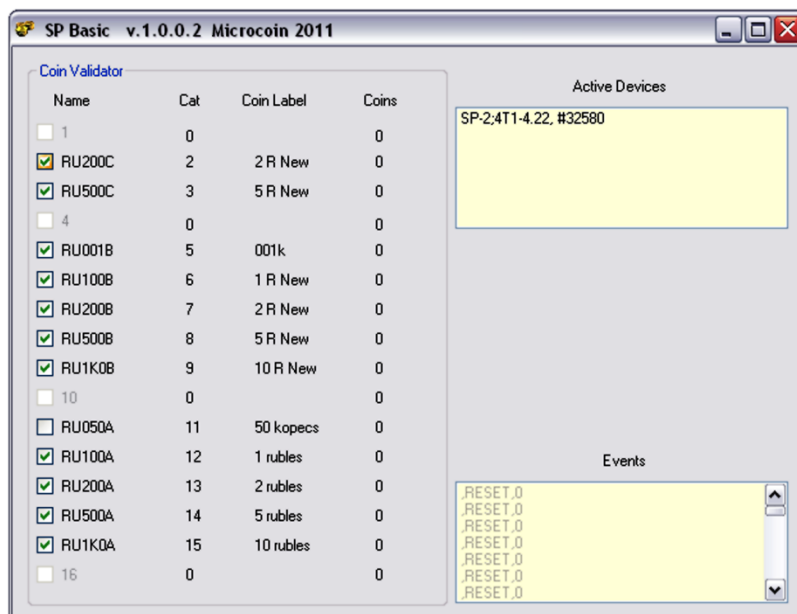 SP Basic v.1.0.0.2 Microcoin 2011
Coin Validator
Name Cat Coin Label Coins
1 0 0
RU200C 2 2 R New 0
RU500C 3 5 R New 0
4 0 0
RU001B 5 001k 0
RU100B 6 1 R New 0
RU200B 7 2 R New 0
RU500B 8 5 R New 0
RU1K0B 9 10 R New 0
10 0 0
RU050A 11 50 kopecs 0
RU100A 12 1 rubles 0
RU200A 13 2 rubles 0
RU500A 14 5 rubles 0
RU1K0A 15 10 rubles 0
16 0 0
Active Devices
SP-2;4T1-4.22, #32580
Events
,RESET,0
,RESET,0
,RESET,0
,RESET,0
,RESET,0
,RESET,0
,RESET,0